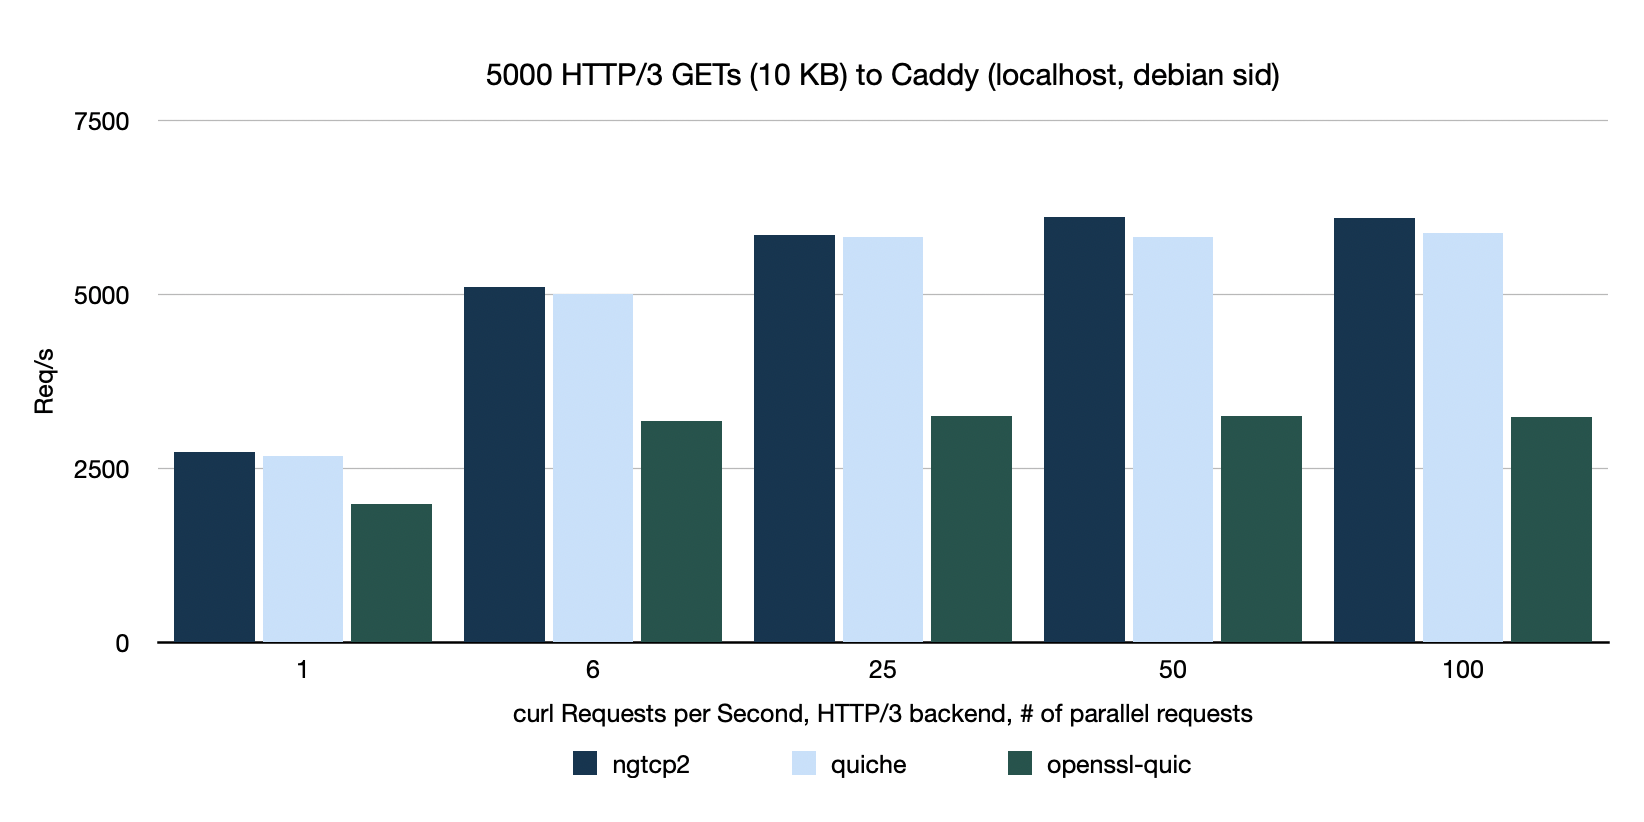 5000 HTTP/3 GETs (10 KB) to Caddy (localhost, debian sid)
7500
5000
2500
0
Req/s
1 6 25 50 100
curl Requests per Second, HTTP/3 backend, # of parallel requests
ngtcp2 quiche openssl-quic